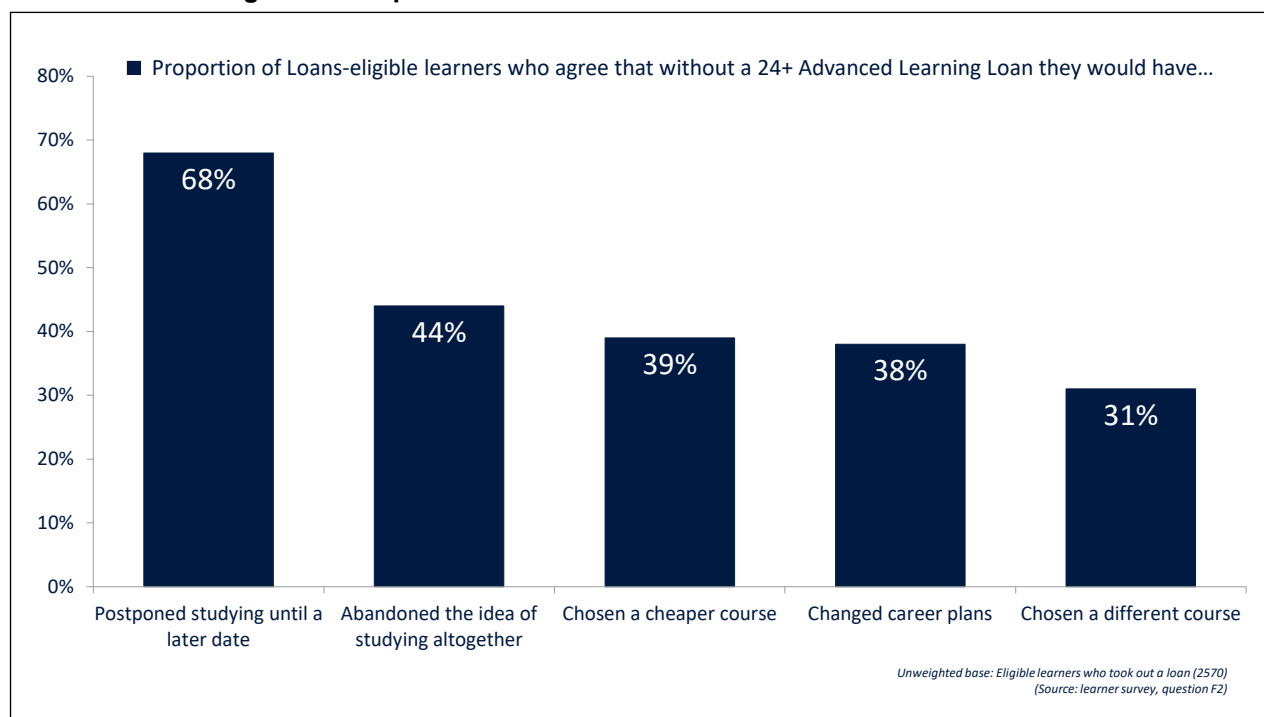 Proportion of Loans-eligible learners who agree that without a 24+ Advanced Learning Loan they would have...
80%
70%
60%
50%
40%
30%
20%
10%
0%
68%
44%
39%
38%
31%
Postponed studying until a
later date
Abandoned the idea of
studying altogether
Chosen a cheaper course
Changed career plans
Chosen a different course
Unweighted base: Eligible learners who took out a loan (2570)
(Source: learner survey, question F2)